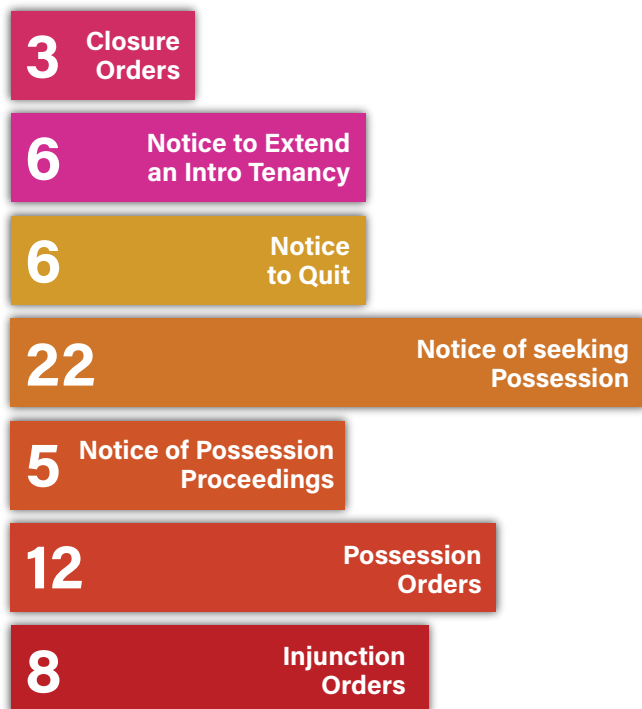 3
Closure
Orders
6
Notice to Extend
an Intro Tenancy
6
Notice
to Quit
22
Notice of seeking
Possession
5
Notice of Possession
Proceedings
12
Possession
Orders
8
Injunction
Orders